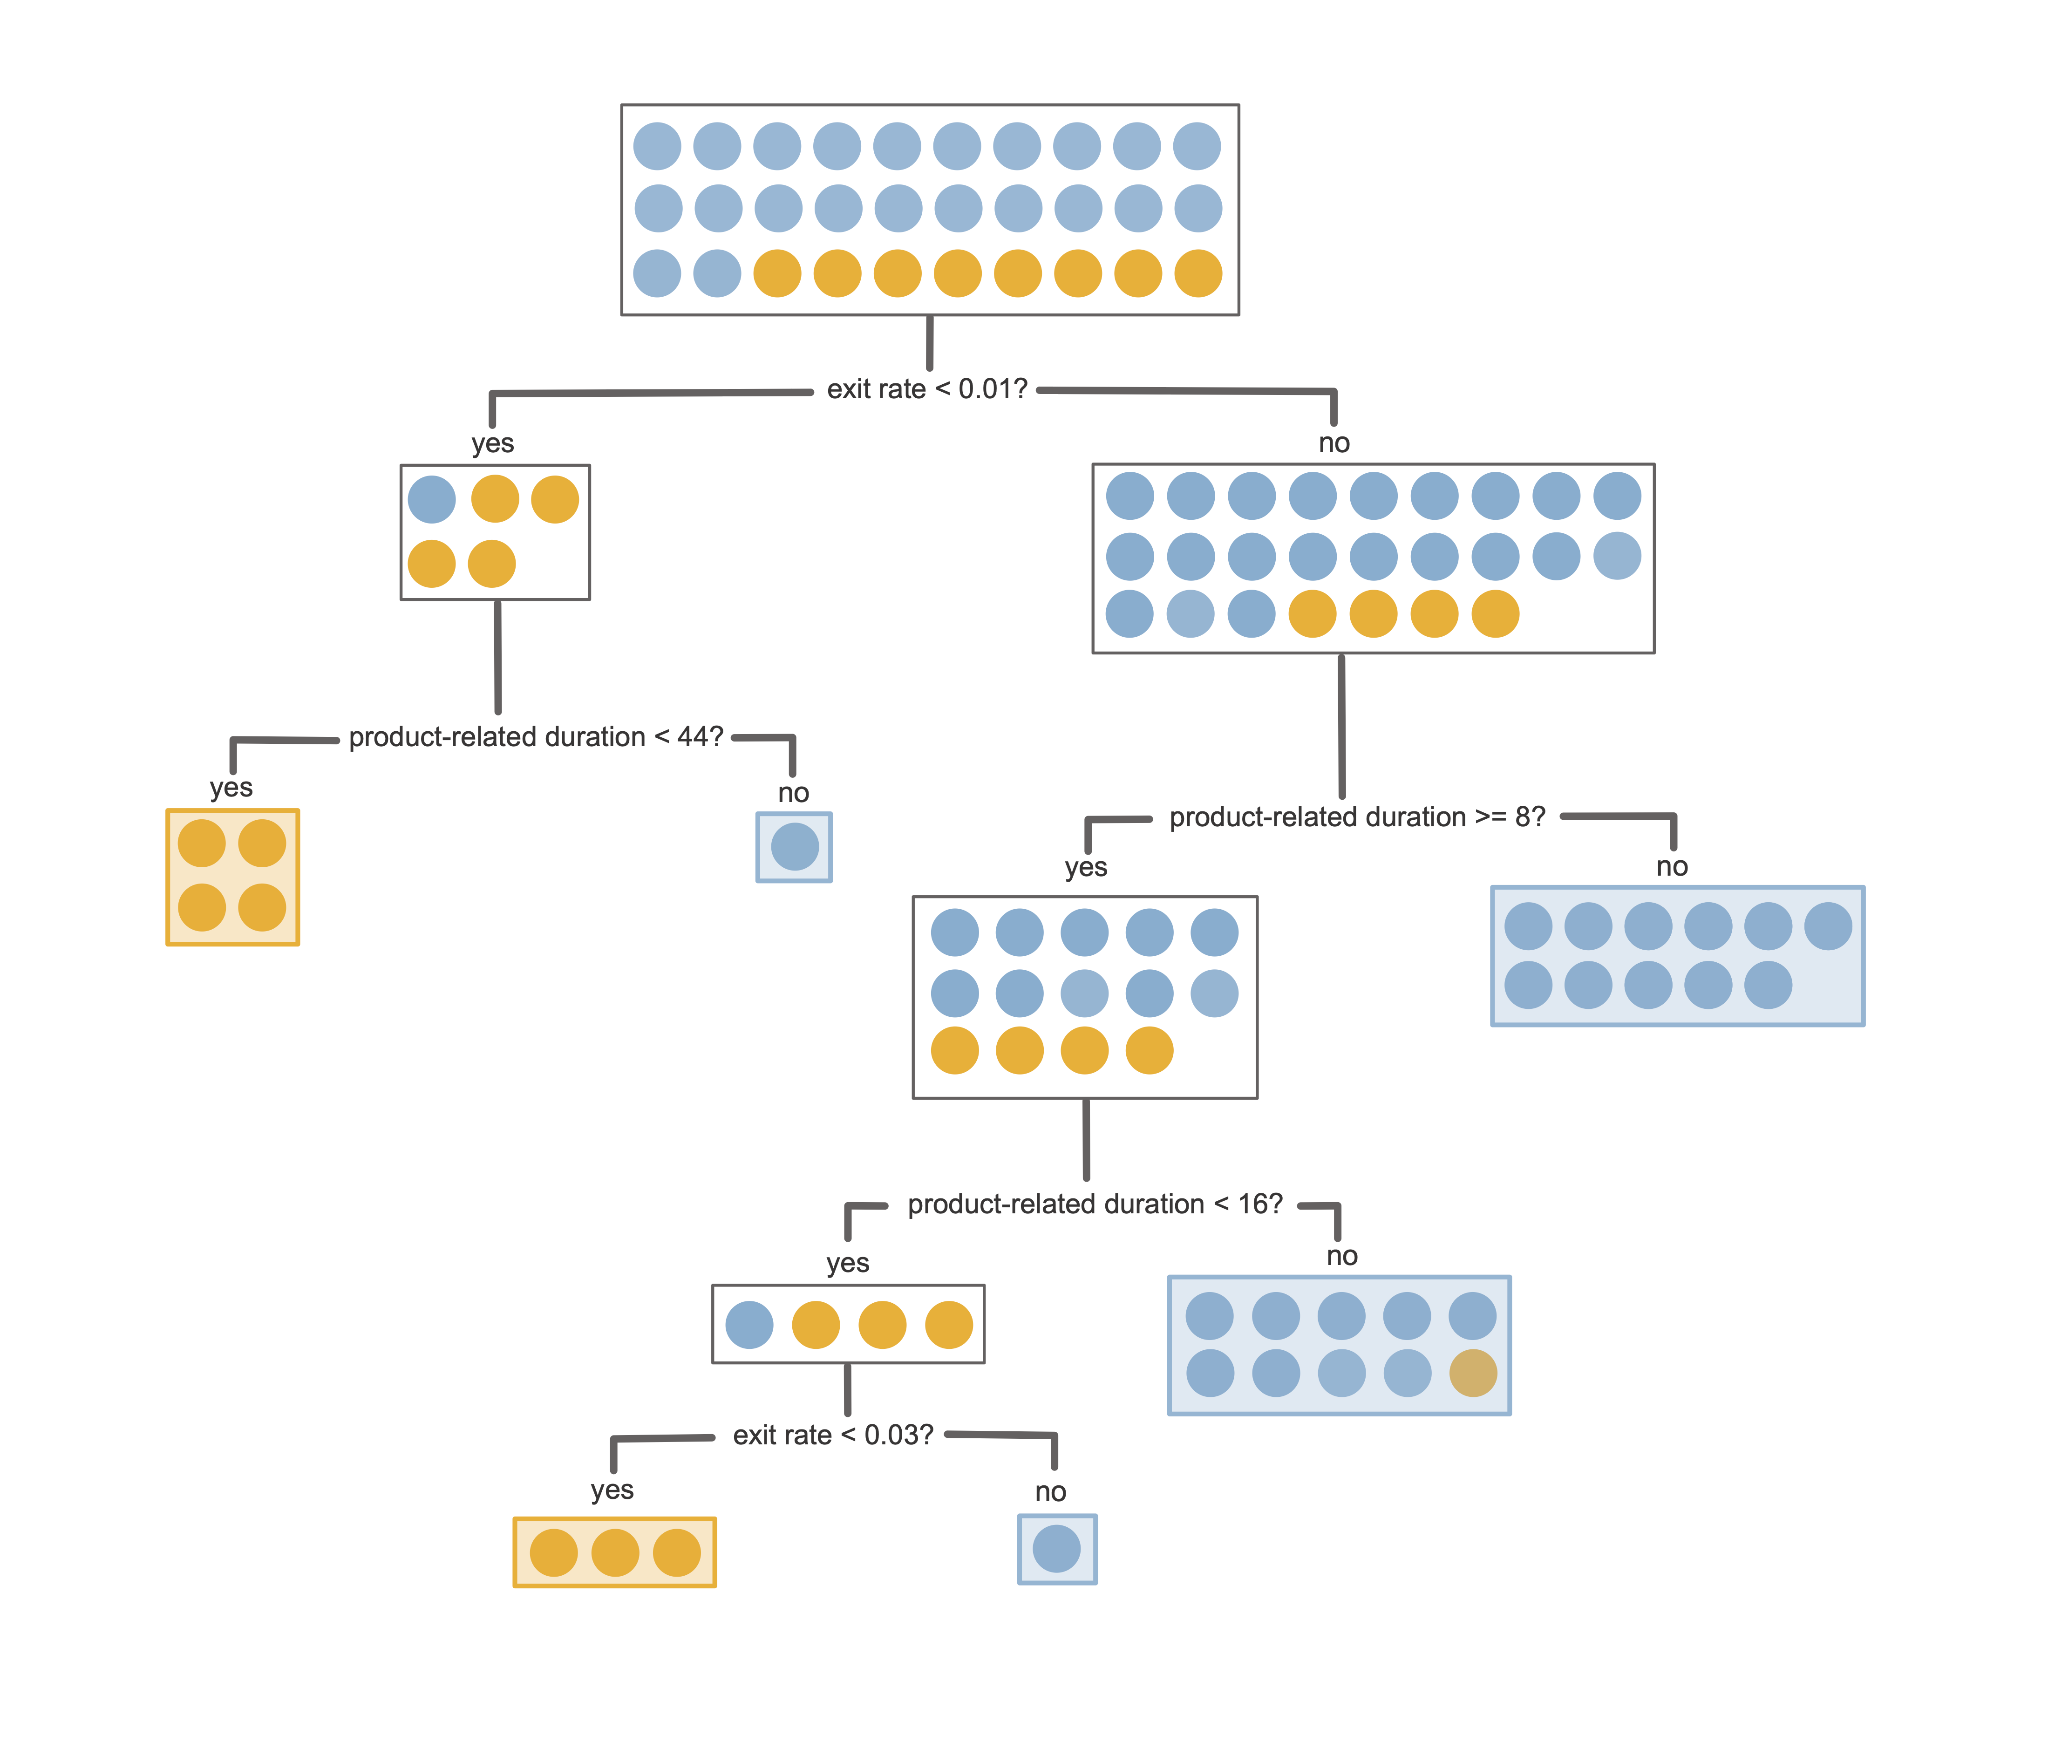 exit rate < 0.01?
yes
no
product-related duration < 44?
yes
no
product-related duration >= 8?
yes
no
product-related duration < 16?
yes
no
exit rate < 0.03?
yes
no